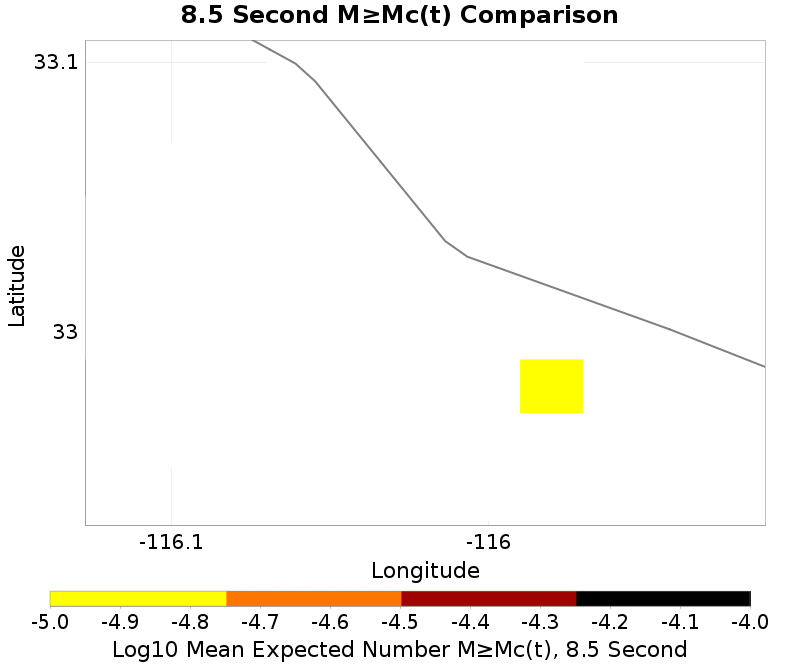 8.5 Second M≥Mc(t) Comparison
33.1
33
Latitude
-116.1
-116
Longitude
-5.0 -4.9 -4.8 -4.7 -4.6 -4.5 -4.4 -4.3 -4.2 -4.1 -4.0
Log10 Mean Expected Number M≥Mc(t), 8.5 Second